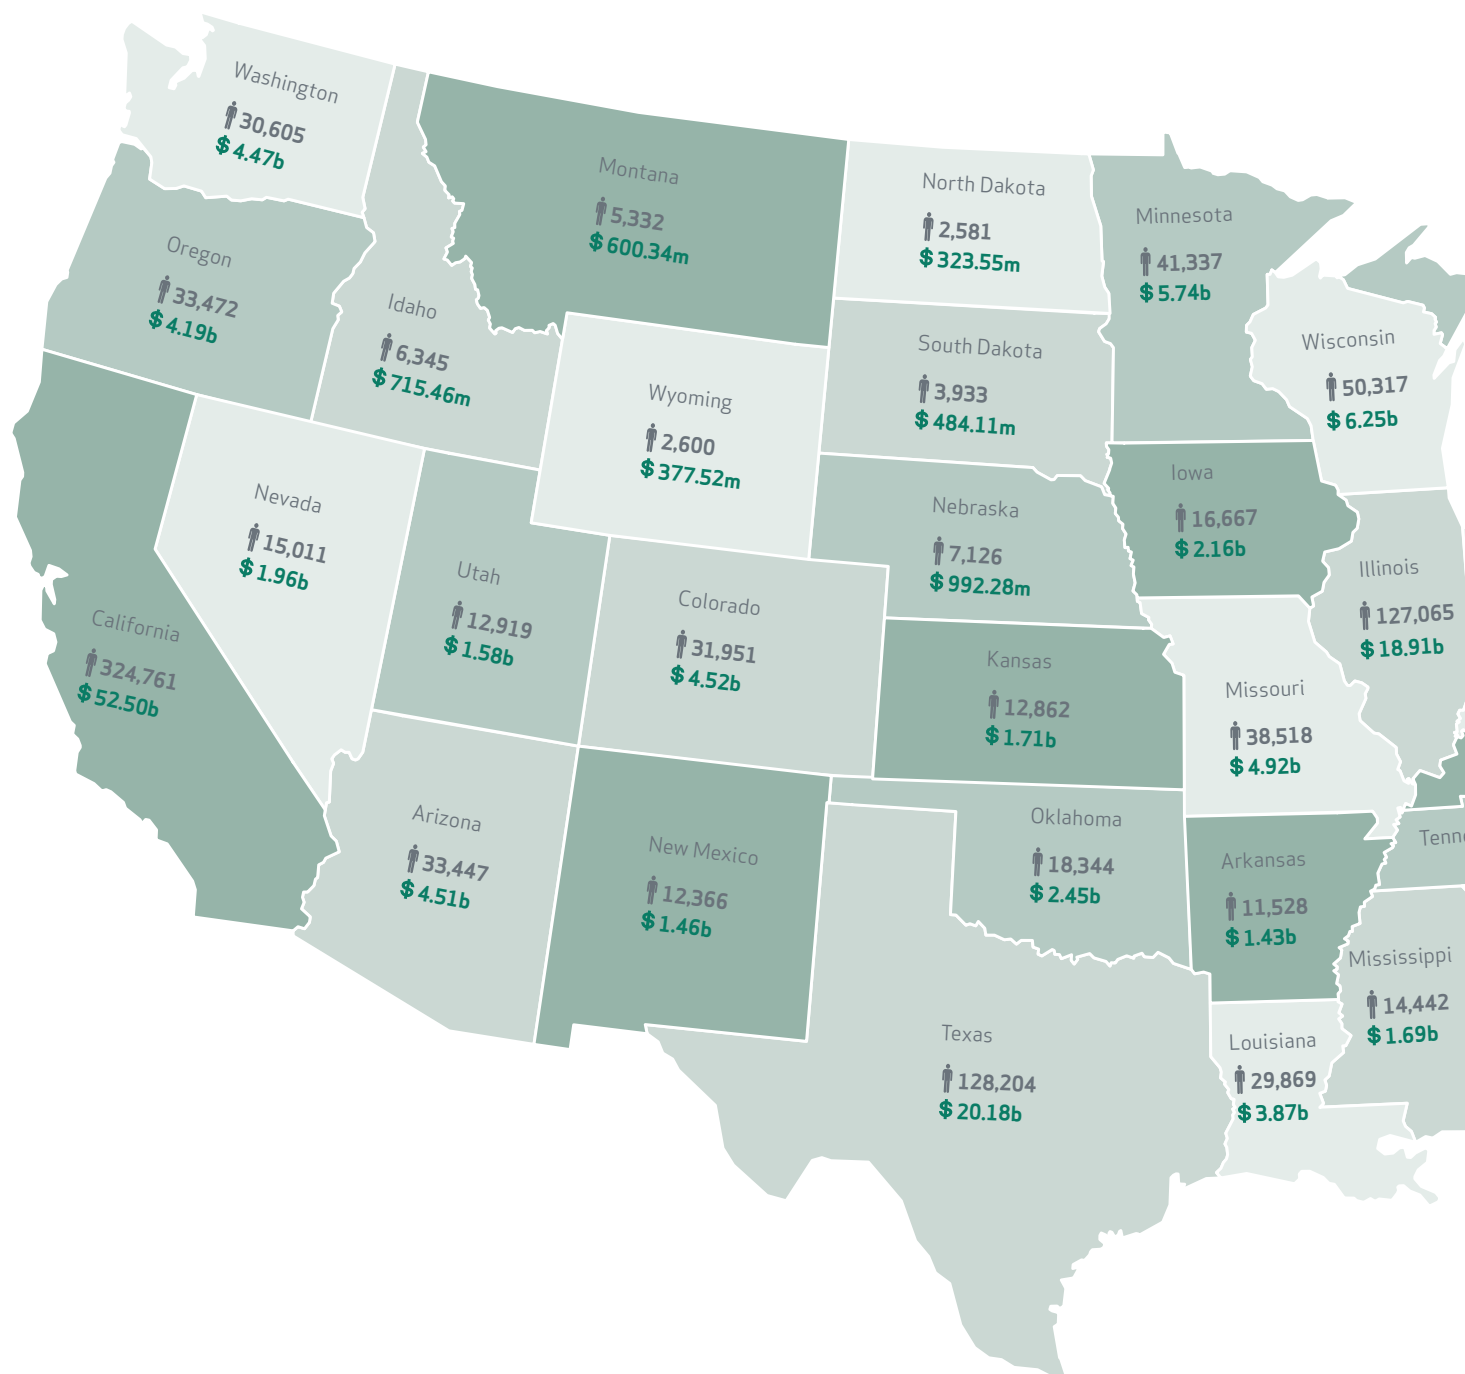 Washington
30,605
$ 4.47b
Oregon
33,472
$ 4.19b
Idaho
6,345
$ 715.46m
Montana
5,332
$ 600.34m
North Dakota
2,581
$ 323.55m
Minnesota
41,337
$ 5.74b
Wisconsin
50,317
$ 6.25b
South Dakota
3,933
$ 484.11m
Wyoming
2,600
$ 377.52m
Nevada
15,011
$ 1.96b
California
324,761
$ 52.50b
Utah
12,919
$ 1.58b
Colorado
31,951
$ 4.52b
Nebraska
7,126
$ 992.28m
Iowa
16,667
$ 2.16b
Illinois
127,065
$ 18.91b
Kansas
12,862
$ 1.71b
Missouri
38,518
$ 4.92b
Arizona
33,447
$ 4.51b
New Mexico
12,366
$ 1.46b
Oklahoma
18,344
$ 2.45b
Arkansas
11,528
$ 1.43b
Tenn
Mississippi
14,442
$ 1.69b
Texas
128,204
$ 20.18b
Louisiana
29,869
$ 3.87b